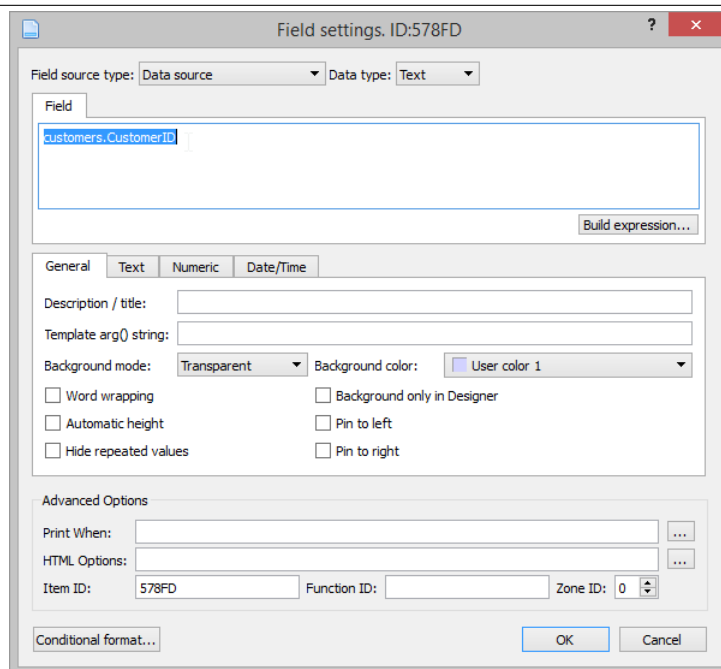 Field settings. ID:578FD ?
Field source type: Data source Data type: Text
Field
customers.CustomerID
Build expression...
General Text Numeric Date/Time
Description / title:
Template arg() string:
Background mode: Transparent Background color: User color 1
Word wrapping Background only in Designer
Automatic height Pin to left
Hide repeated values Pin to right
Advanced Options
Print When: ...
HTML Options: ...
Item ID: 578FD Function ID: Zone ID: 0
Conditional format... OK Cancel